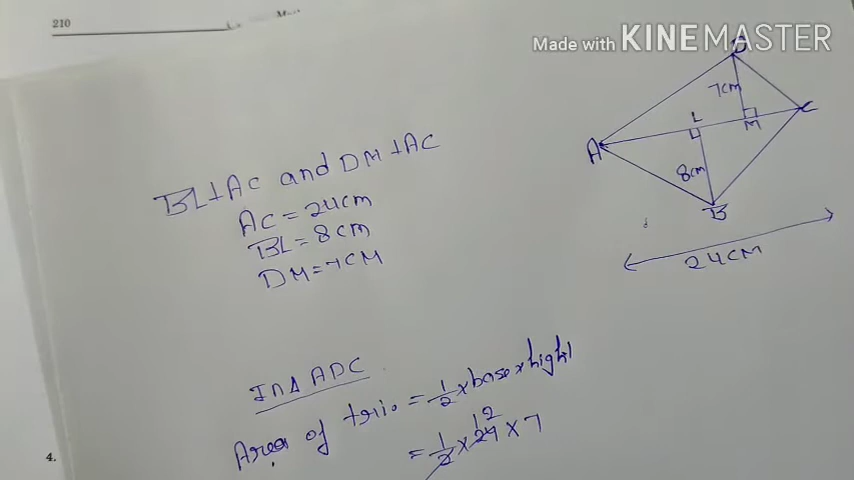 210
Made with KINEMASTER
D
7cm
C
L
M
A
8cm
B
24cm
BL⊥AC and DM⊥AC
AC=24cm
BL=8cm
DM=7cm
In△ ADC
Area of tri. = 1/2 × base × hight
= 1/2 × 24 12 × 7
4.